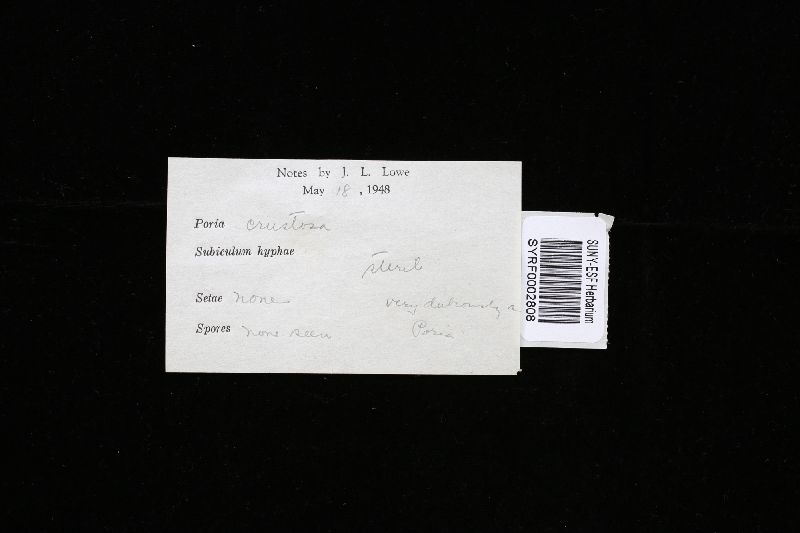 Notes by J. L. Lowe
May 18, 1948
Poria crustosa
Subiculum hyphae
steril
Setae none
very dubiously a
Poria
Spores none seen
SUNY-ESF Herbarium
SYRF0002808